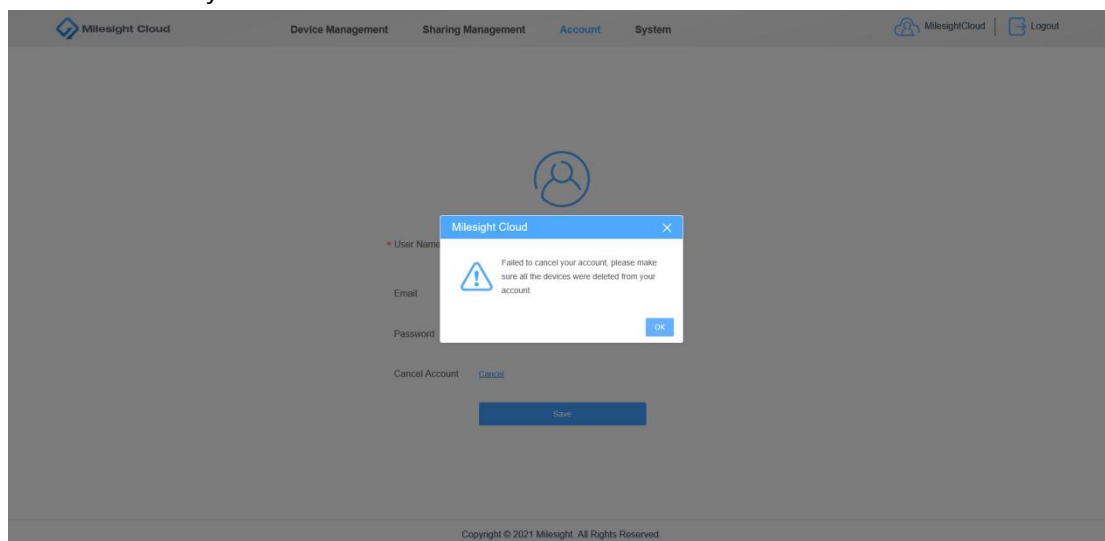 Milesight Cloud Device Management Sharing Management Account System MilesightCloud Logout
Milesight Cloud
* User Name
Failed to cancel your account, please make
sure all the devices were deleted from your
account.
Email
OK
Password
Cancel Account Cancel
Save
Copyright © 2021 Milesight. All Rights Reserved.